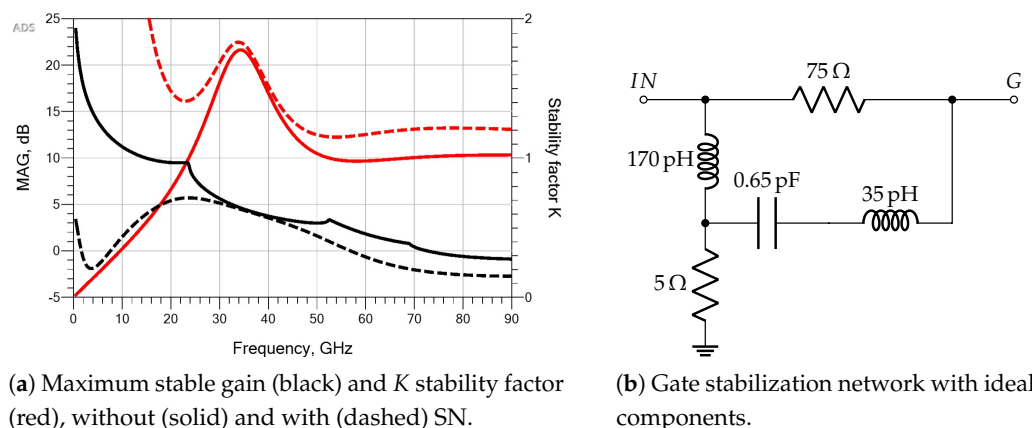 ADS
25
20
15
10
5
0
-5
MAG, dB
2
1
0
Stability factor K
0 10 20 30 40 50 60 70 80 90
Frequency, GHz
(a) Maximum stable gain (black) and K stability factor
(red), without (solid) and with (dashed) SN.
IN
75 Ω
G
170 pH
0.65 pF
35 pH
5 Ω
(b) Gate stabilization network with ideal
components.